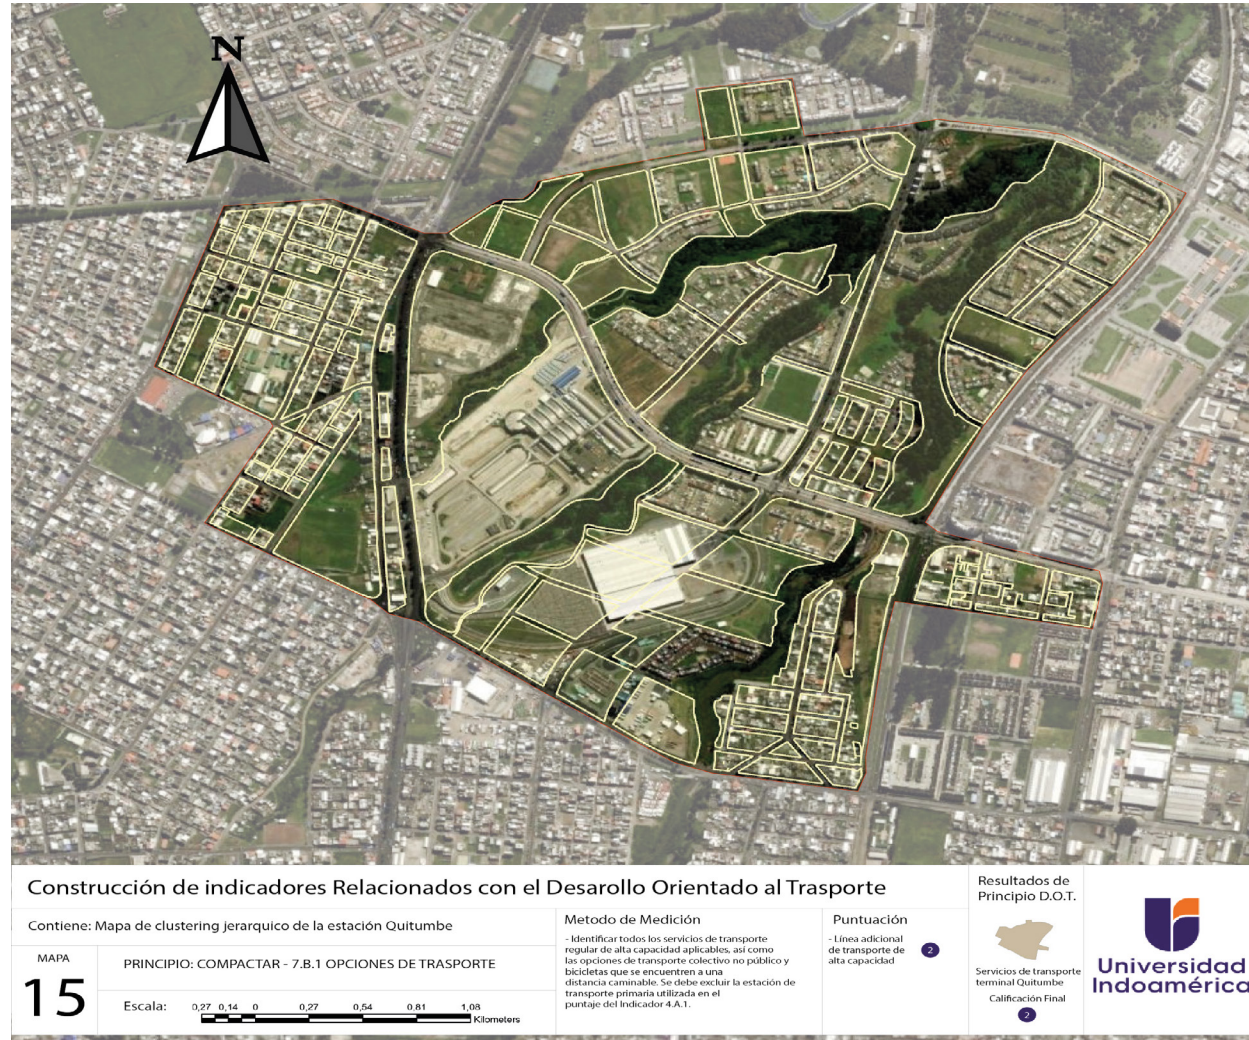 N
Construcción de indicadores Relacionados con el Desarollo Orientado al Trasporte
Contiene: Mapa de clustering jerarquico de la estación Quitumbe
MAPA
15
PRINCIPIO: COMPACTAR - 7.B.1 OPCIONES DE TRASPORTE
Escala:
0,27 0,14 0 0,27 0,54 0,81 1,08
Kilometers
Metodo de Medición
- Identificar todos los servicios de transporte
regular de alta capacidad aplicables, así como
las opciones de transporte colectivo no público y
bicicletas que se encuentren a una
distancia caminable. Se debe excluir la estación de
transporte primaria utilizada en el
puntaje del Indicador 4.A.1.
Puntuación
- Línea adicional
de transporte de
alta capacidad
2
Resultados de
Principio D.O.T.
Servicios de transporte
terminal Quitumbe
Calificación Final
2
Universidad
Indoamérica